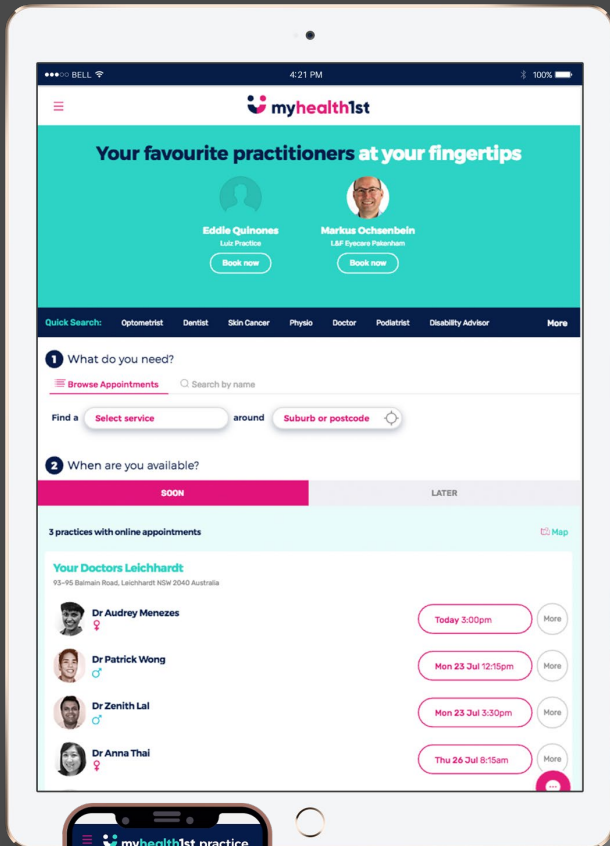 BELL
4:21 PM
100%
myhealth1st
Your favourite practitioners at your fingertips
Eddie Quinones
Luiz Practice
Book now
Markus Ochsenbein
L&F Eyecare Pakenham
Book now
Quick Search: Optometrist Dentist Skin Cancer Physio Doctor Podiatrist Disability Advisor More
1 What do you need?
Browse Appointments Search by name
Find a Select service around Suburb or postcode
2 When are you available?
SOON LATER
3 practices with online appointments Map
Your Doctors Leichhardt
93-95 Balmain Road, Leichhardt NSW 2040 Australia
Dr Audrey Menezes
Today 3:00pm More
Dr Patrick Wong
Mon 23 Jul 12:15pm More
Dr Zenith Lal
Mon 23 Jul 3:30pm More
Dr Anna Thai
Thu 26 Jul 8:15am More
myhealth1st practice